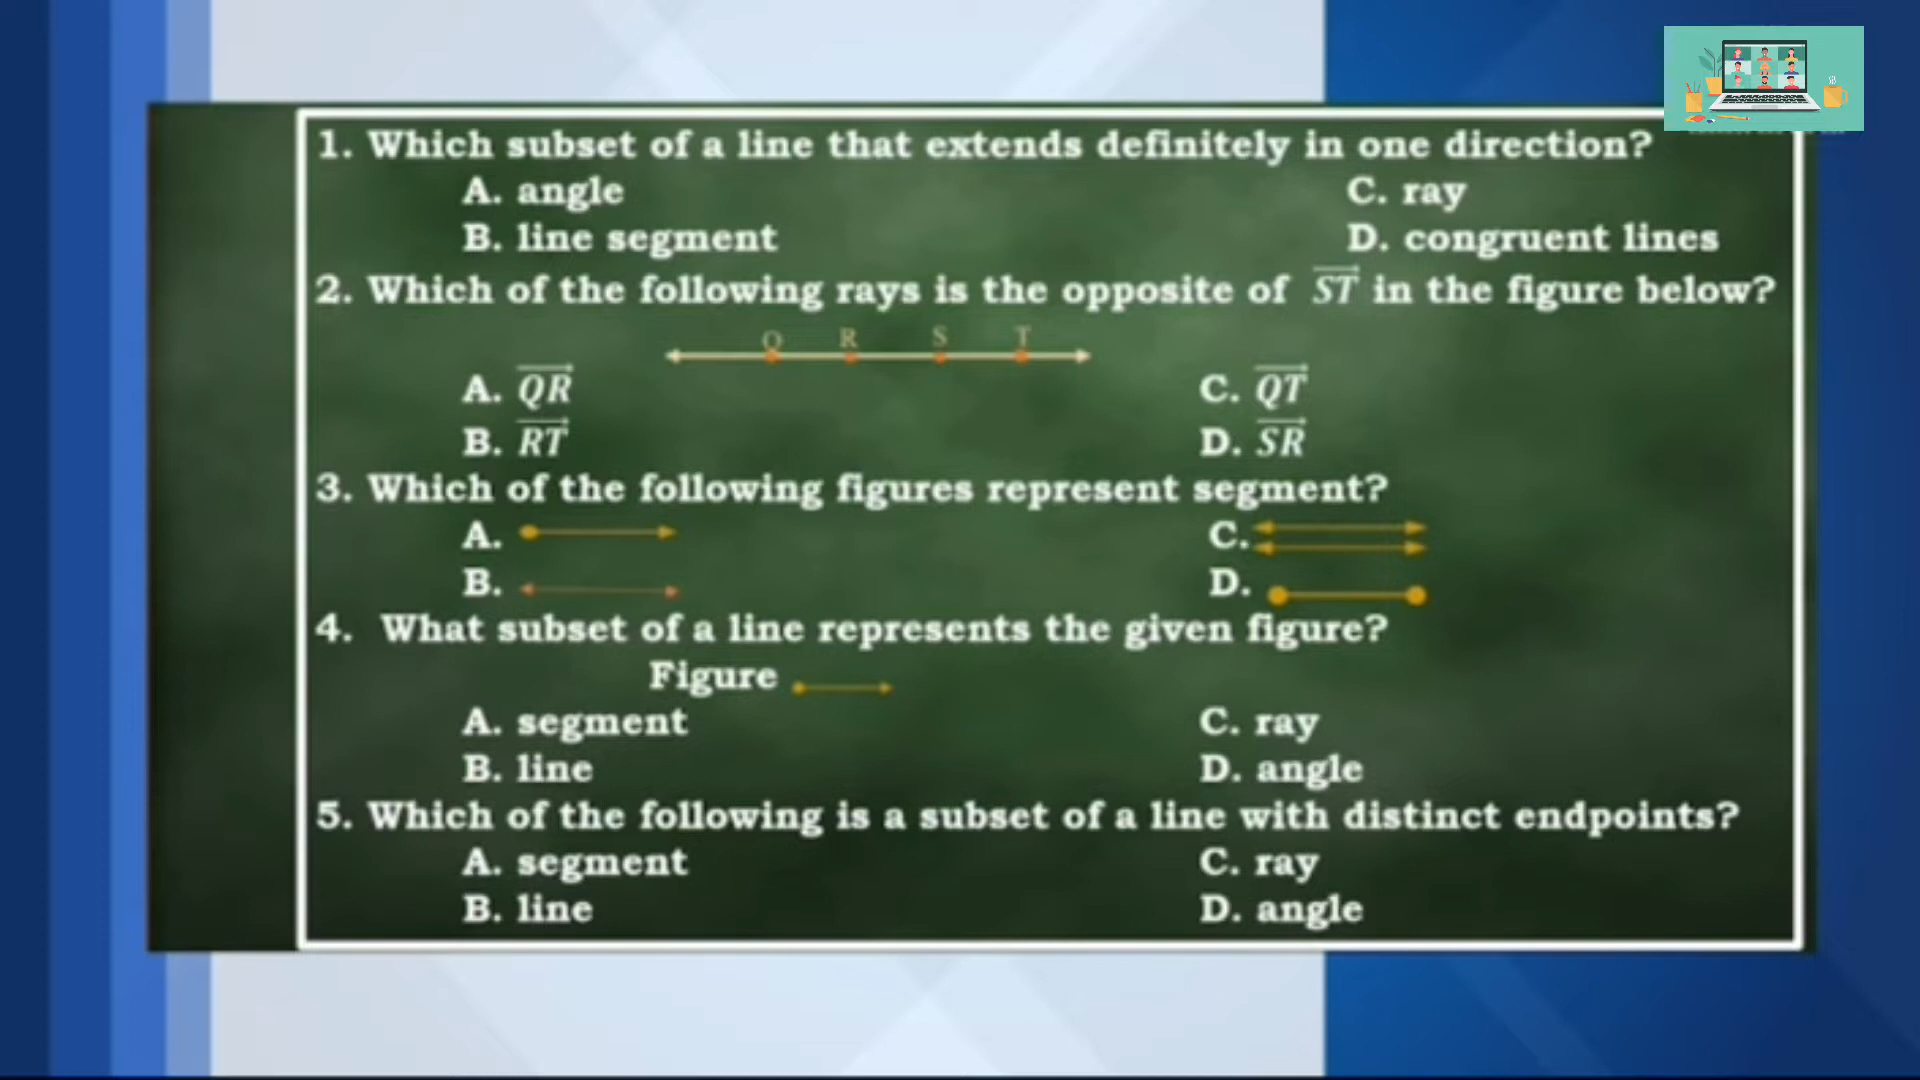 1. Which subset of a line that extends definitely in one direction?
A. angle C. ray
B. line segment D. congruent lines
2. Which of the following rays is the opposite of ST in the figure below?
Q R S T
A. QR C. QT
B. RT D. SR
3. Which of the following figures represent segment?
A. C.
B. D.
4. What subset of a line represents the given figure?
Figure
A. segment C. ray
B. line D. angle
5. Which of the following is a subset of a line with distinct endpoints?
A. segment C. ray
B. line D. angle